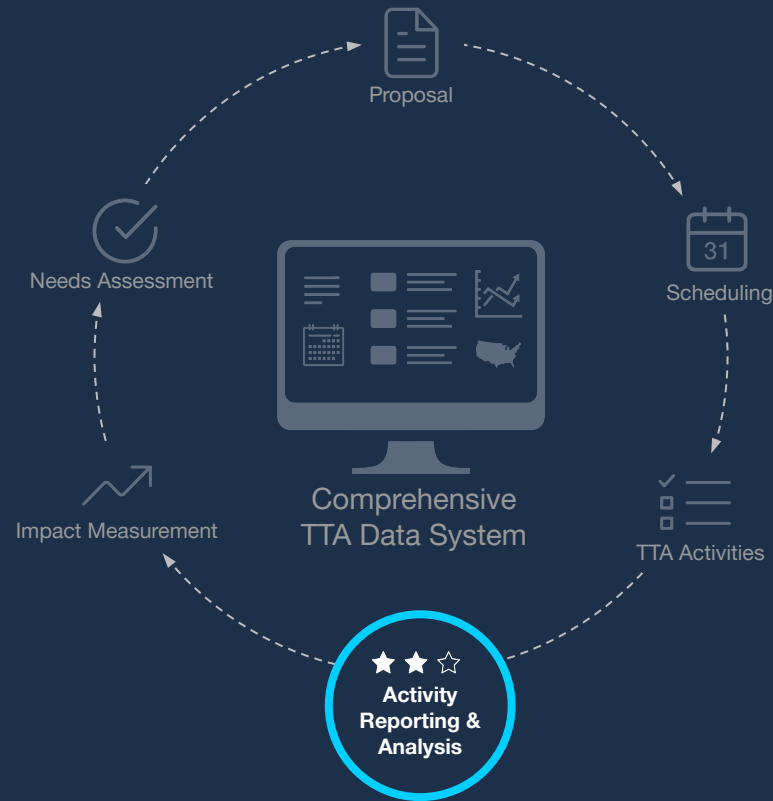 Proposal
31
Needs Assessment
Scheduling
Comprehensive
TTA Data System
Impact Measurement
TTA Activities
Activity
Reporting &
Analysis